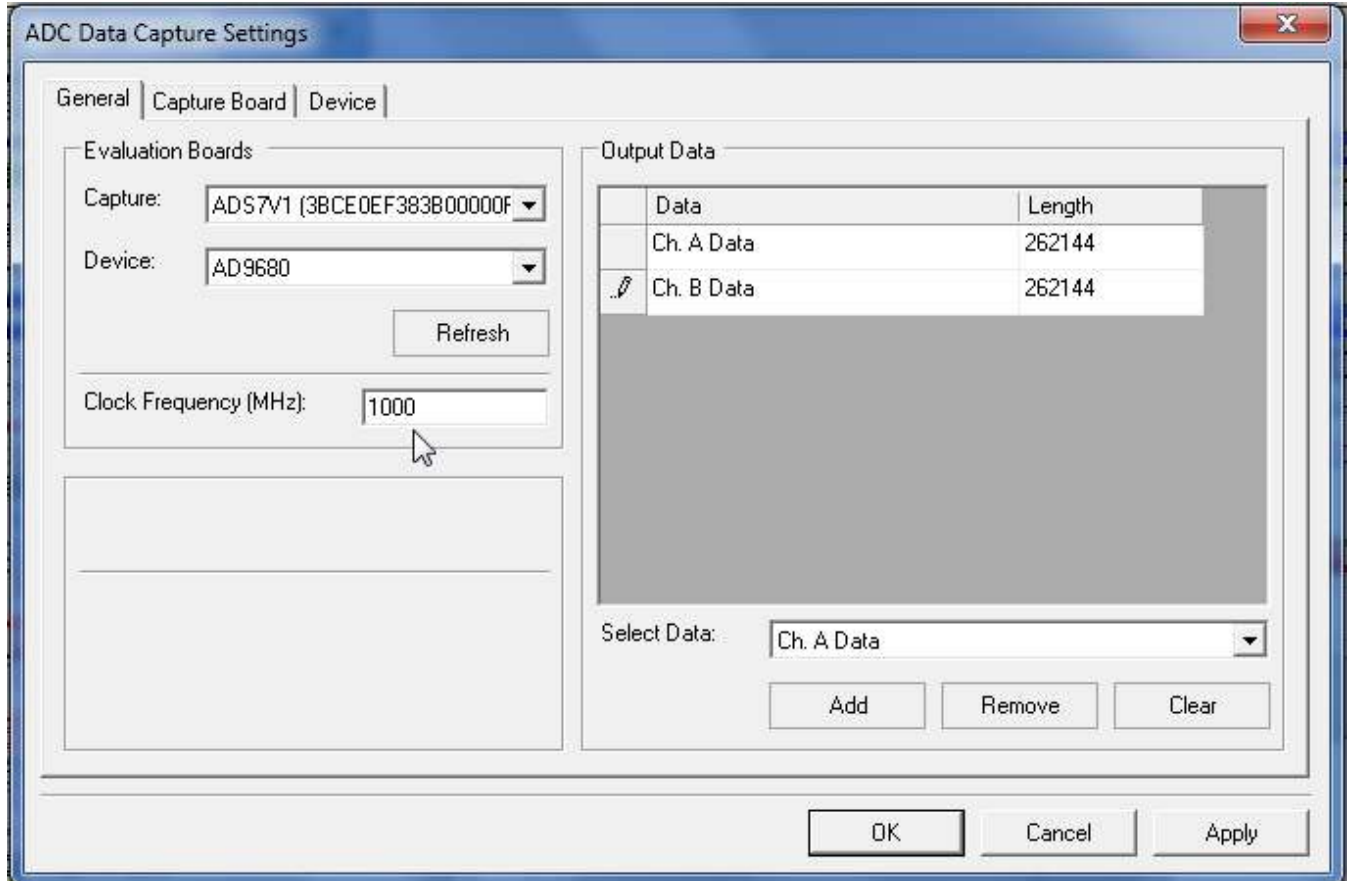 ADC Data Capture Settings
General
Capture Board
Device
Evaluation Boards
Capture:
ADS7V1 (3BCE0EF383B00000F
Device:
AD9680
Refresh
Clock Frequency (MHz):
1000
Output Data
Data
Length
Ch. A Data
262144
Ch. B Data
262144
Select Data:
Ch. A Data
Add
Remove
Clear
OK
Cancel
Apply